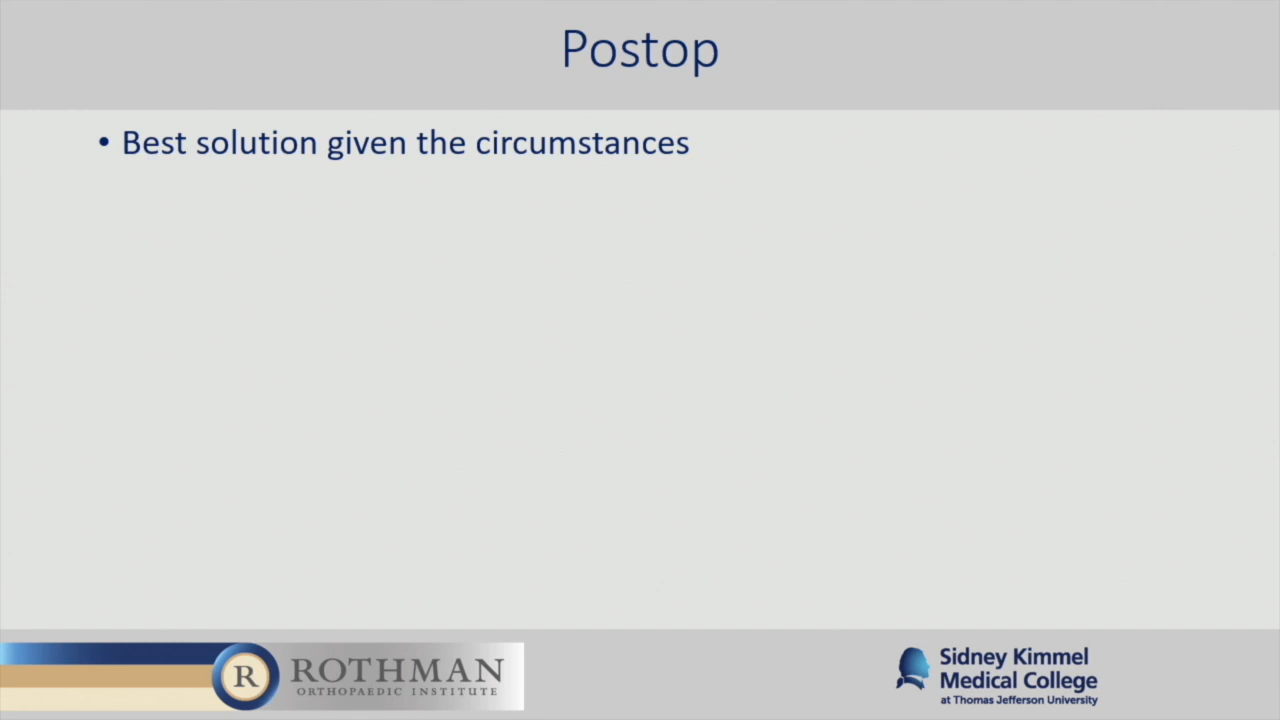 Postop
• Best solution given the circumstances
R
ROTHMAN
ORTHOPAEDIC INSTITUTE
Sidney Kimmel
Medical College
at Thomas Jefferson University